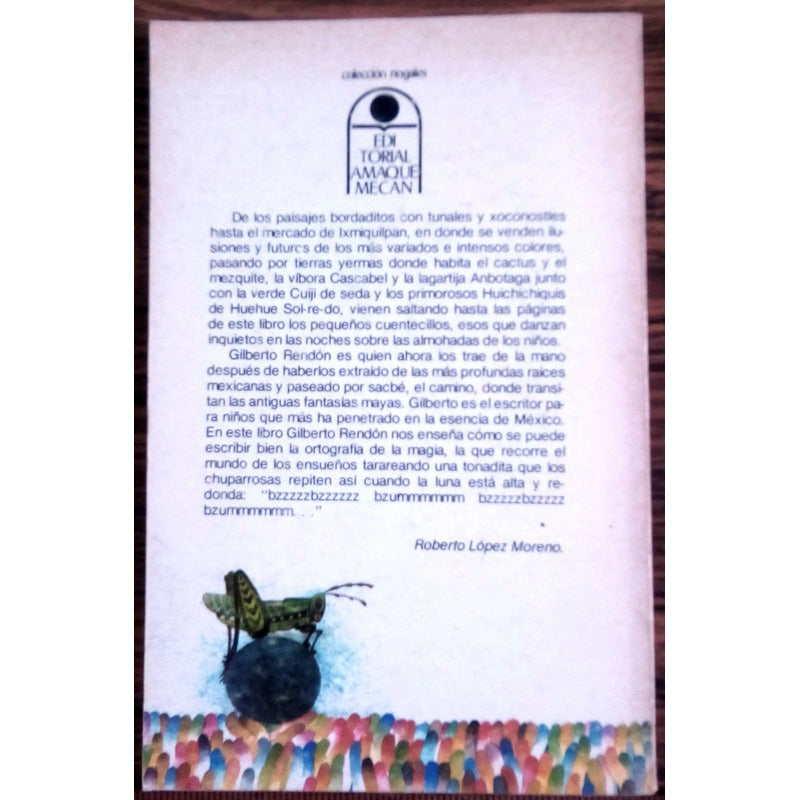 colección nogales
EDI
TORIAL
AMAQUE
MECAN
De los paisajes bordaditos con tunales y xoconostles
hasta el mercado de Ixmiquilpan, en donde se venden ilu-
siones y futuros de los más variados e intensos colores,
pasando por tierras yermas donde habita el cactus y el
mezquite, la víbora Cascabel y la lagartija Anbotaga junto
con la verde Cuiji de seda y los primorosos Huichichiquis
de Huehue Sol-re-do, vienen saltando hasta las páginas
de este libro los pequeños cuentecillos, esos que danzan
inquietos en las noches sobre las almohadas de los niños.
Gilberto Rendón es quien ahora los trae de la mano
después de haberlos extraído de las más profundas raíces
mexicanas y paseado por sacbé, el camino, donde transi-
tan las antiguas fantasías mayas. Gilberto es el escritor pa-
ra niños que más ha penetrado en la esencia de México.
En este libro Gilberto Rendón nos enseña cómo se puede
escribir bien la ortografía de la magia, la que recorre el
mundo de los ensueños tarareando una tonadita que los
chuparrosas repiten así cuando la luna está alta y re-
donda: "bzzzzzbzzzzzz bzummmmmm bzzzzzbzzzzz
bzummmmmm. . ."
Roberto López Moreno.